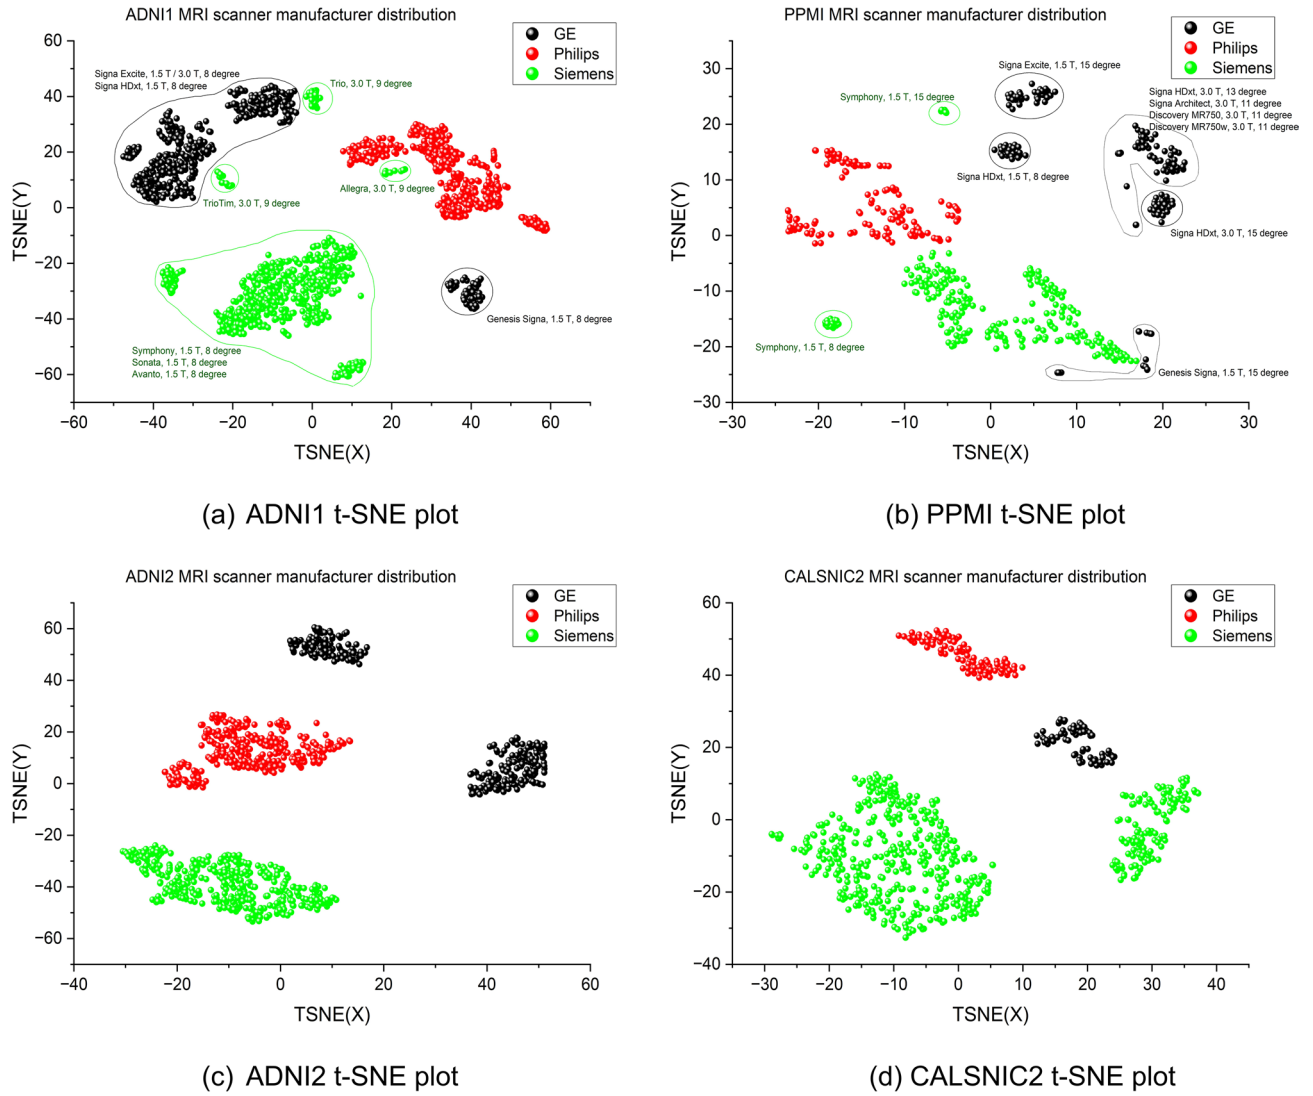 ADNI1 MRI scanner manufacturer distribution
GE
Philips
Siemens
Signa Excite, 1.5 T / 3.0 T, 8 degree
Signa HDxt, 1.5 T, 8 degree
Trio, 3.0 T, 9 degree
Allegra, 3.0 T, 9 degree
TrioTim, 3.0 T, 9 degree
Genesis Signa, 1.5 T, 8 degree
Symphony, 1.5 T, 8 degree
Sonata, 1.5 T, 8 degree
Avanto, 1.5 T, 8 degree
TSNE(Y)
60
40
20
0
−20
−40
−60
−60
−40
−20
0
20
40
60
TSNE(X)
(a) ADNI1 t-SNE plot
PPMI MRI scanner manufacturer distribution
GE
Philips
Siemens
Signa Excite, 1.5 T, 15 degree
Symphony, 1.5 T, 15 degree
Signa HDxt, 3.0 T, 13 degree
Signa Architect, 3.0 T, 11 degree
Discovery MR750, 3.0 T, 11 degree
Discovery MR750w, 3.0 T, 11 degree
Signa HDxt, 1.5 T, 8 degree
Signa HDxt, 3.0 T, 15 degree
Symphony, 1.5 T, 8 degree
Genesis Signa, 1.5 T, 15 degree
TSNE(Y)
30
20
10
0
−10
−20
−30
−30
−20
−10
0
10
20
30
TSNE(X)
(b) PPMI t-SNE plot
ADNI2 MRI scanner manufacturer distribution
GE
Philips
Siemens
TSNE(Y)
60
40
20
0
−20
−40
−60
−40
−20
0
20
40
60
TSNE(X)
(c) ADNI2 t-SNE plot
CALSNIC2 MRI scanner manufacturer distribution
GE
Philips
Siemens
TSNE(Y)
60
40
20
0
−20
−40
−30
−20
−10
0
10
20
30
40
TSNE(X)
(d) CALSNIC2 t-SNE plot